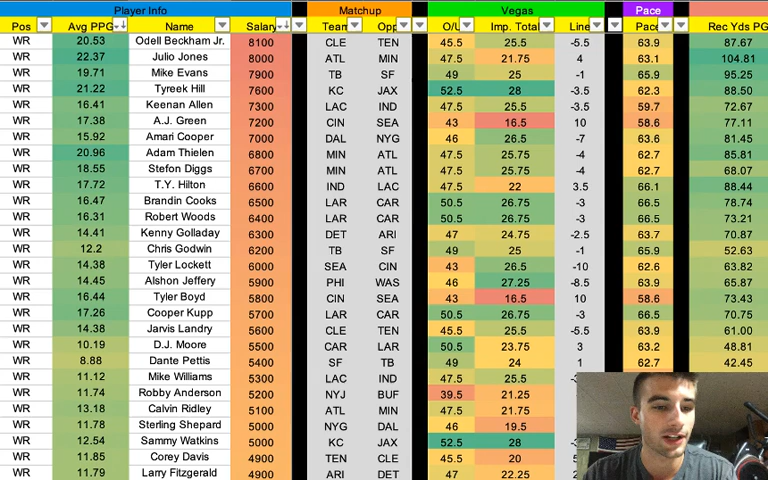 Player Info Matchup Vegas Pace
Pos Avg PPG Name Salary Team Opp O/U Imp. Total Line Pace Rec Yds PG
WR 20.53 Odell Beckham Jr. 8100 CLE TEN 45.5 25.5 -5.5 63.9 87.67
WR 22.37 Julio Jones 8000 ATL MIN 47.5 21.75 4 63.1 104.81
WR 19.71 Mike Evans 7900 TB SF 49 25 -1 65.9 95.25
WR 21.22 Tyreek Hill 7600 KC JAX 52.5 28 -3.5 62.3 88.50
WR 16.41 Keenan Allen 7300 LAC IND 47.5 25.5 -3.5 59.7 72.67
WR 17.38 A.J. Green 7200 CIN SEA 43 16.5 10 58.6 77.11
WR 15.92 Amari Cooper 7000 DAL NYG 46 26.5 -7 63.6 81.45
WR 20.96 Adam Thielen 6800 MIN ATL 47.5 25.75 -4 62.7 85.81
WR 18.55 Stefon Diggs 6700 MIN ATL 47.5 25.75 -4 62.7 68.07
WR 17.72 T.Y. Hilton 6600 IND LAC 47.5 22 3.5 66.1 88.44
WR 16.47 Brandin Cooks 6500 LAR CAR 50.5 26.75 -3 66.5 78.74
WR 16.31 Robert Woods 6400 LAR CAR 50.5 26.75 -3 66.5 73.21
WR 14.41 Kenny Golladay 6300 DET ARI 47 24.75 -2.5 63.7 70.87
WR 12.2 Chris Godwin 6200 TB SF 49 25 -1 65.9 52.63
WR 14.38 Tyler Lockett 6000 SEA CIN 43 26.5 -10 62.6 63.82
WR 14.45 Alshon Jeffery 5900 PHI WAS 46 27.25 -8.5 63.9 65.87
WR 16.44 Tyler Boyd 5800 CIN SEA 43 16.5 10 58.6 73.43
WR 17.26 Cooper Kupp 5700 LAR CAR 50.5 26.75 -3 66.5 70.75
WR 14.38 Jarvis Landry 5600 CLE TEN 45.5 25.5 -5.5 63.9 61.00
WR 10.19 D.J. Moore 5500 CAR LAR 50.5 23.75 3 63.2 48.81
WR 8.88 Dante Pettis 5400 SF TB 49 24 1 62.7 42.45
WR 11.12 Mike Williams 5300 LAC IND 47.5 25.5
WR 11.74 Robby Anderson 5200 NYJ BUF 39.5 21.25
WR 13.18 Calvin Ridley 5100 ATL MIN 47.5 21.75
WR 11.78 Sterling Shepard 5000 NYG DAL 46 19.5
WR 12.54 Sammy Watkins 5000 KC JAX 52.5 28
WR 11.85 Corey Davis 4900 TEN CLE 45.5 20
WR 11.79 Larry Fitzgerald 4900 ARI DET 47 22.25